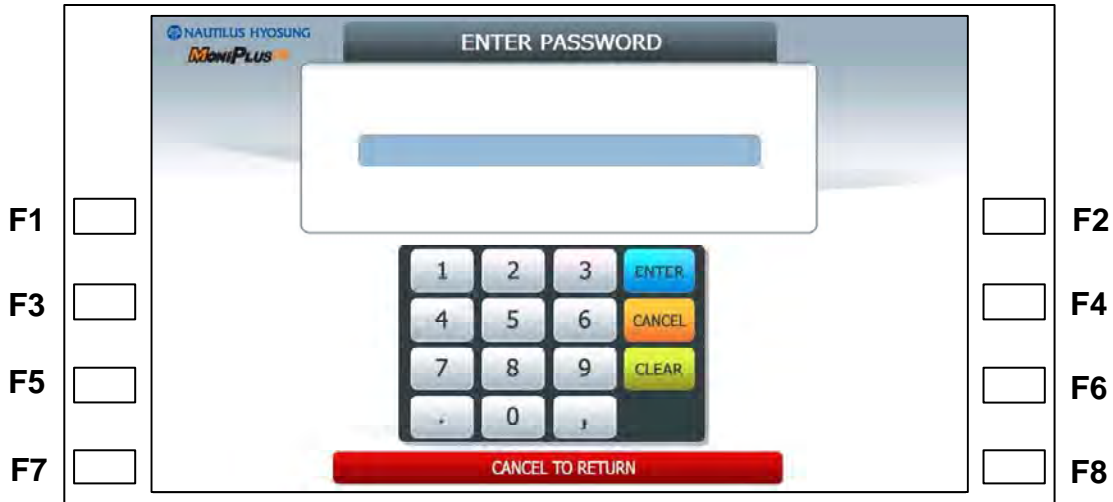 NAUTILUS HYOSUNG
MONiPLUS
ENTER PASSWORD
F1
F2
1 2 3 ENTER
F3
F4
4 5 6 CANCEL
7 8 9 CLEAR
F5
F6
. 0 ,
F7
CANCEL TO RETURN
F8